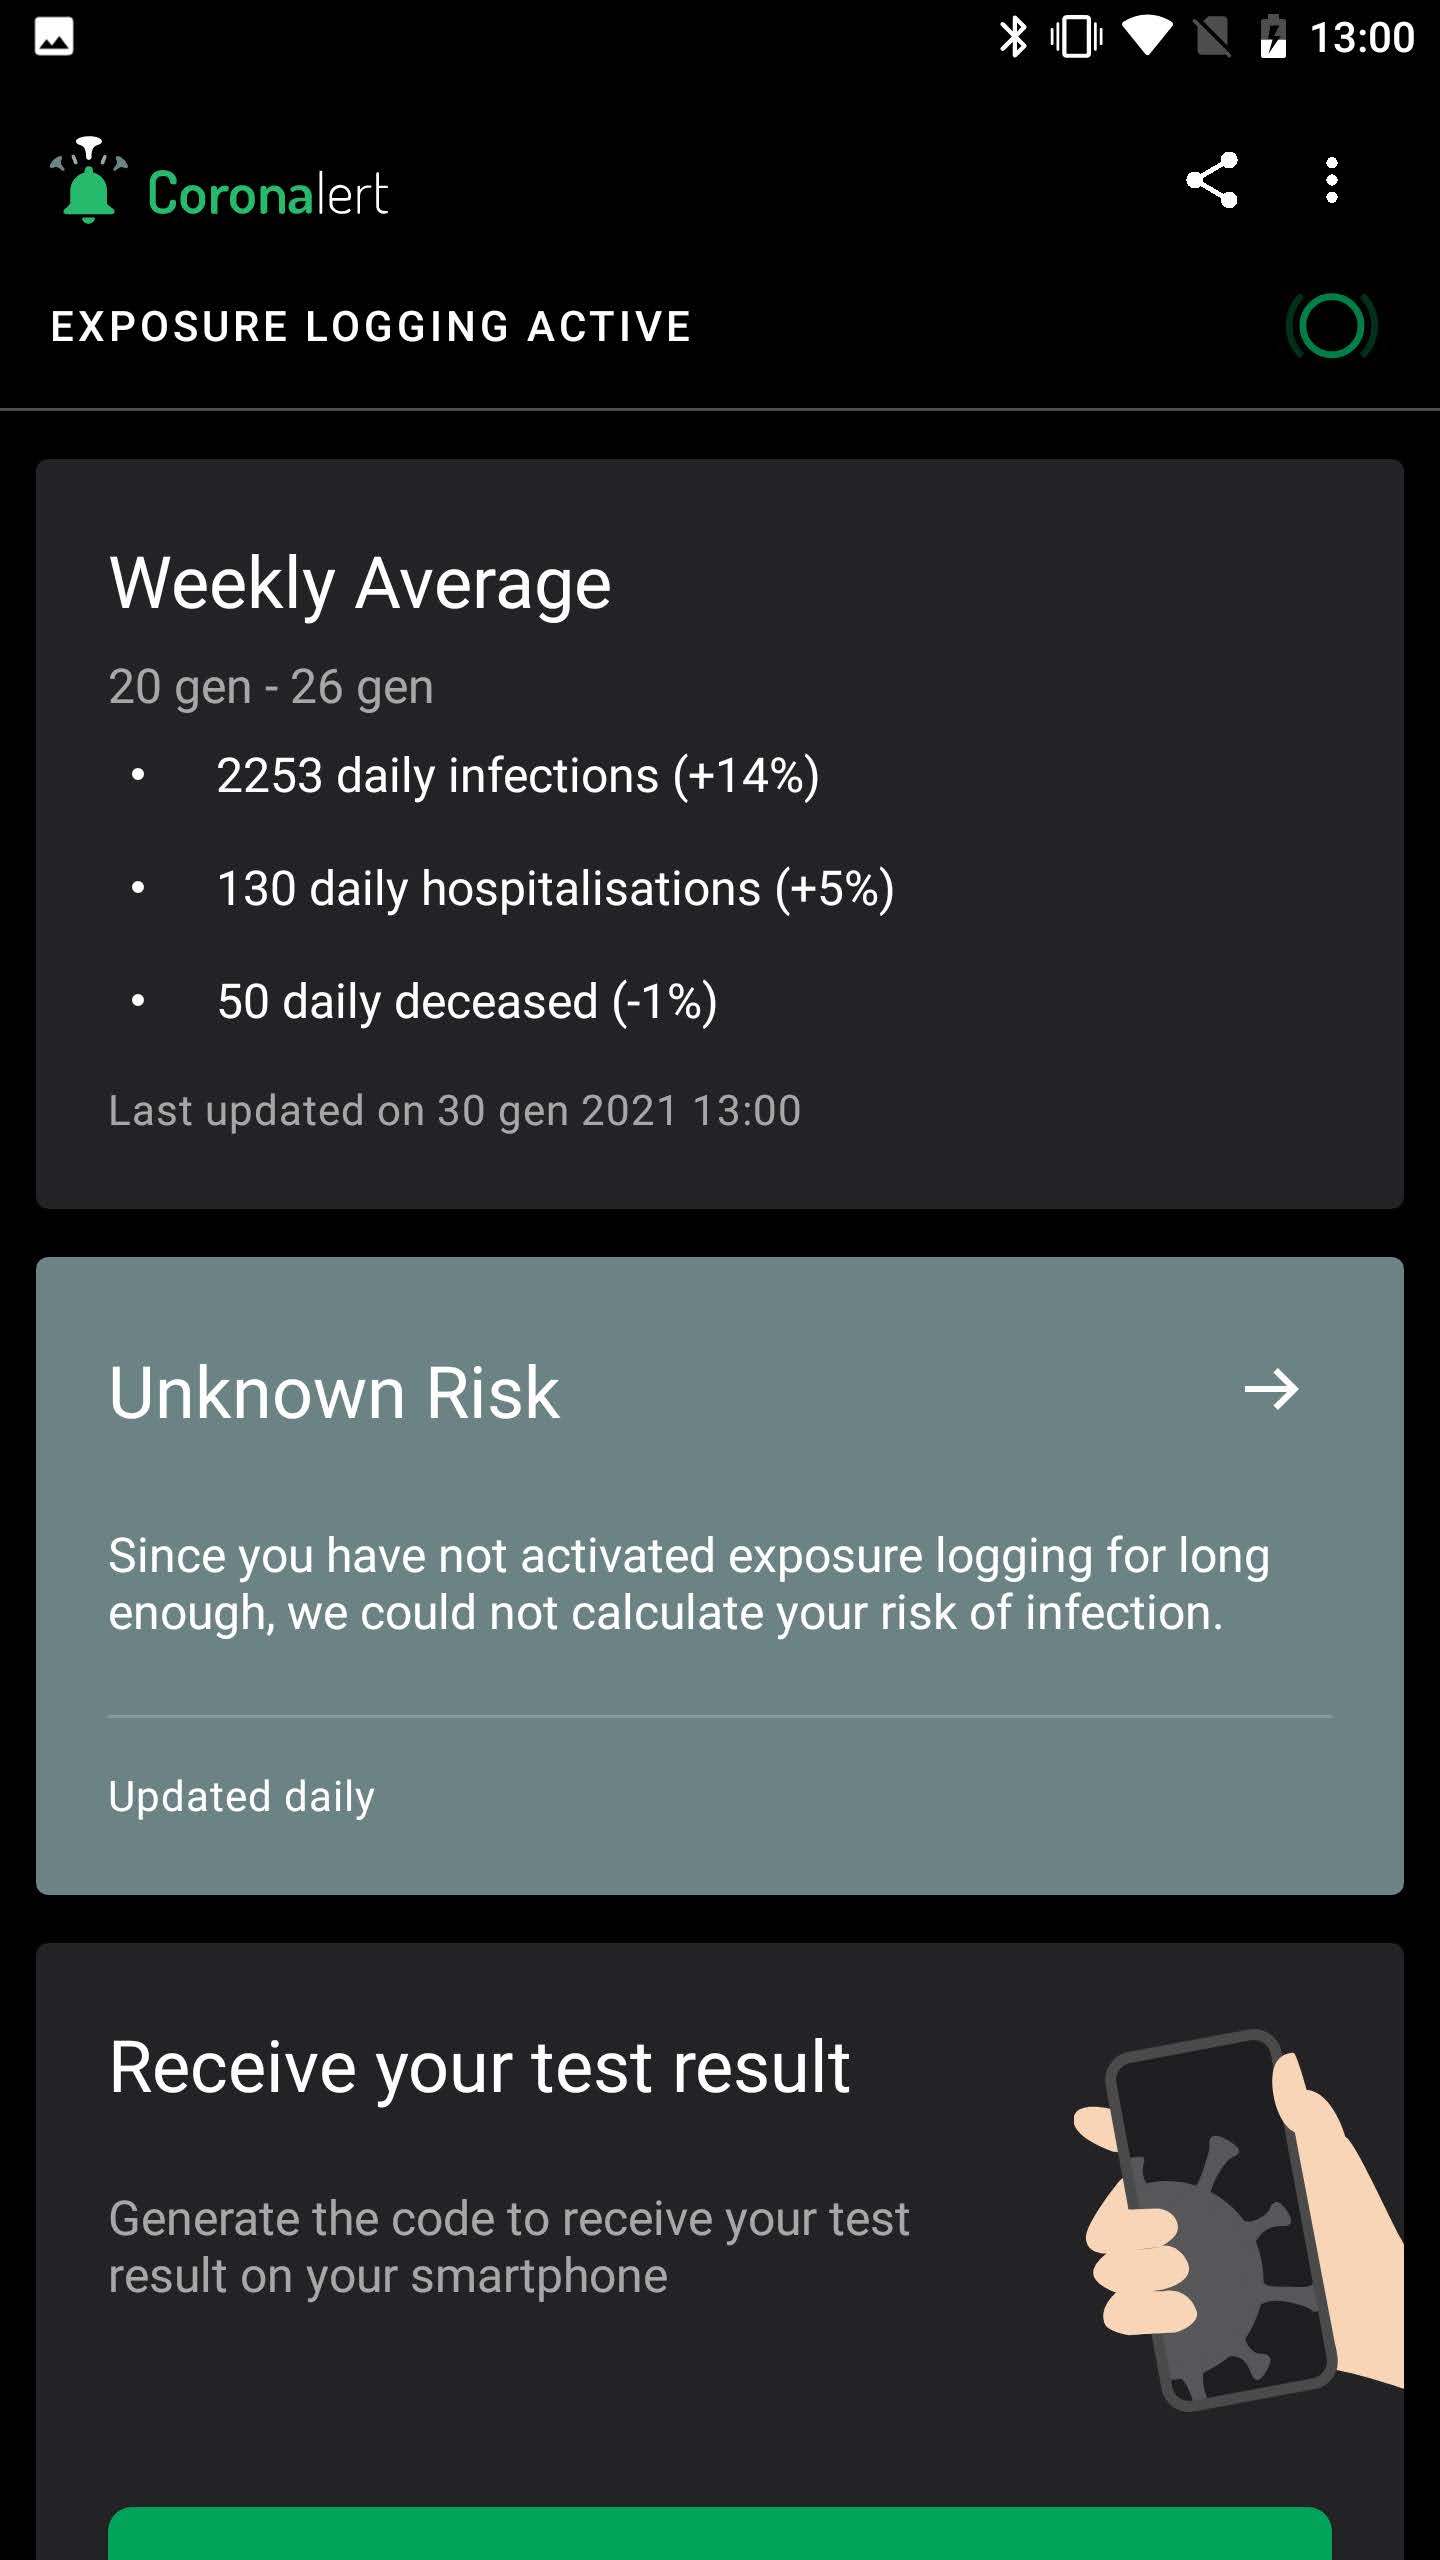 13:00
Coronalert
EXPOSURE LOGGING ACTIVE
Weekly Average
20 gen - 26 gen
• 2253 daily infections (+14%)
• 130 daily hospitalisations (+5%)
• 50 daily deceased (-1%)
Last updated on 30 gen 2021 13:00
Unknown Risk
Since you have not activated exposure logging for long
enough, we could not calculate your risk of infection.
Updated daily
Receive your test result
Generate the code to receive your test
result on your smartphone